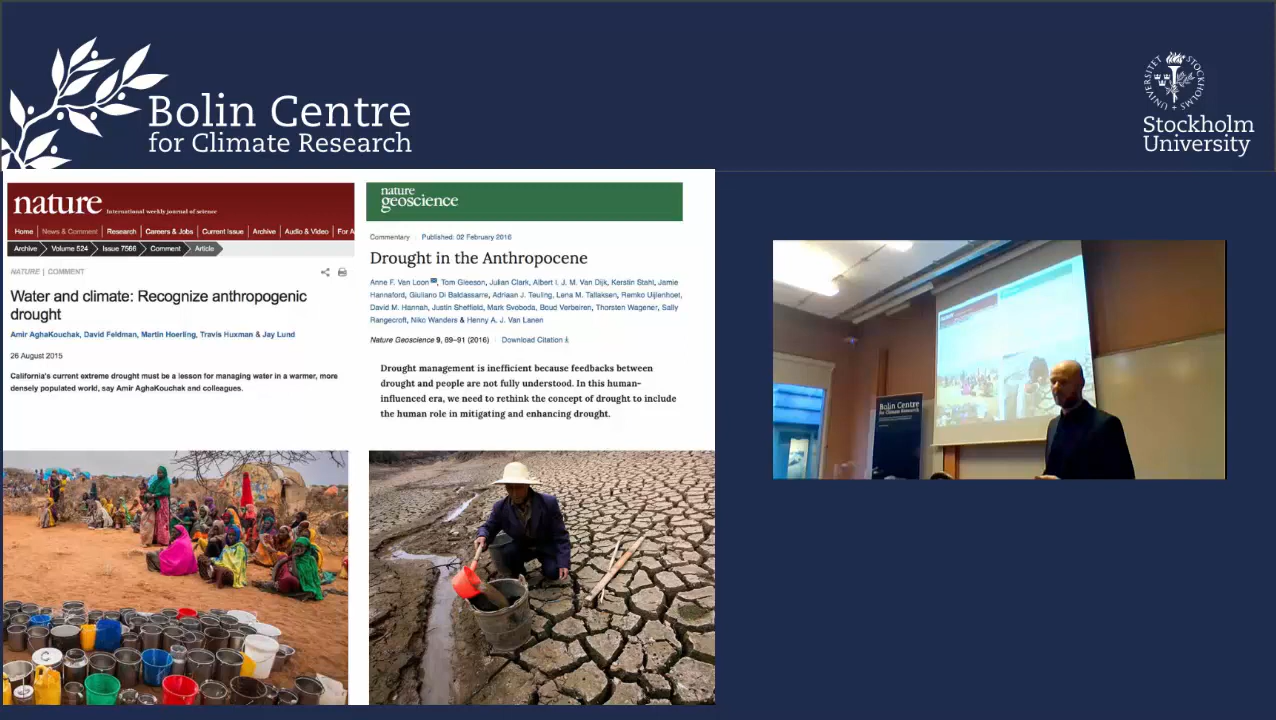 Bolin Centre
for Climate Research
Stockholm
University
nature International weekly journal of science
Home News & Comment Research Careers & Jobs Current Issue Archive Audio & Video For A
Archive Volume 524 Issue 7566 Comment Article
NATURE | COMMENT
Water and climate: Recognize anthropogenic
drought
Amir AghaKouchak, David Feldman, Martin Hoerling, Travis Huxman & Jay Lund
26 August 2015
California's current extreme drought must be a lesson for managing water in a warmer, more
densely populated world, say Amir AghaKouchak and colleagues.
nature
geoscience
Commentary | Published: 02 February 2016
Drought in the Anthropocene
Anne F. Van Loon, Tom Gleeson, Julian Clark, Albert I. J. M. Van Dijk, Kerstin Stahl, Jamie
Hannaford, Giuliano Di Baldassarre, Adriaan J. Teuling, Lena M. Tallaksen, Remko Uijlenhoet,
David M. Hannah, Justin Sheffield, Mark Svoboda, Boud Verbeiren, Thorsten Wagener, Sally
Rangecroft, Niko Wanders & Henny A. J. Van Lanen
Nature Geoscience 9, 89–91 (2016) | Download Citation
Drought management is inefficient because feedbacks between
drought and people are not fully understood. In this human-
influenced era, we need to rethink the concept of drought to include
the human role in mitigating and enhancing drought.
Bolin Centre
for Climate Research